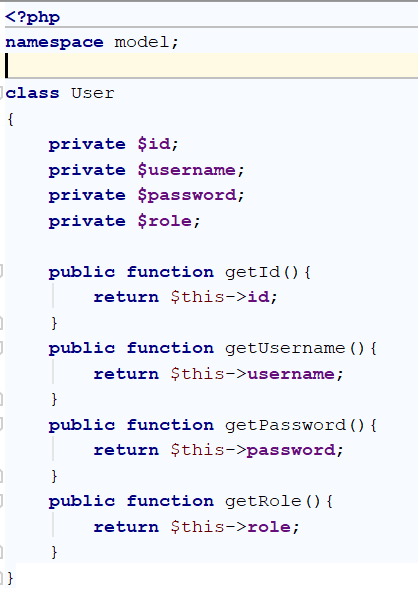 <?php
namespace model;
class User
{
    private $id;
    private $username;
    private $password;
    private $role;

    public function getId(){
        return $this->id;
    }
    public function getUsername(){
        return $this->username;
    }
    public function getPassword(){
        return $this->password;
    }
    public function getRole(){
        return $this->role;
    }
}